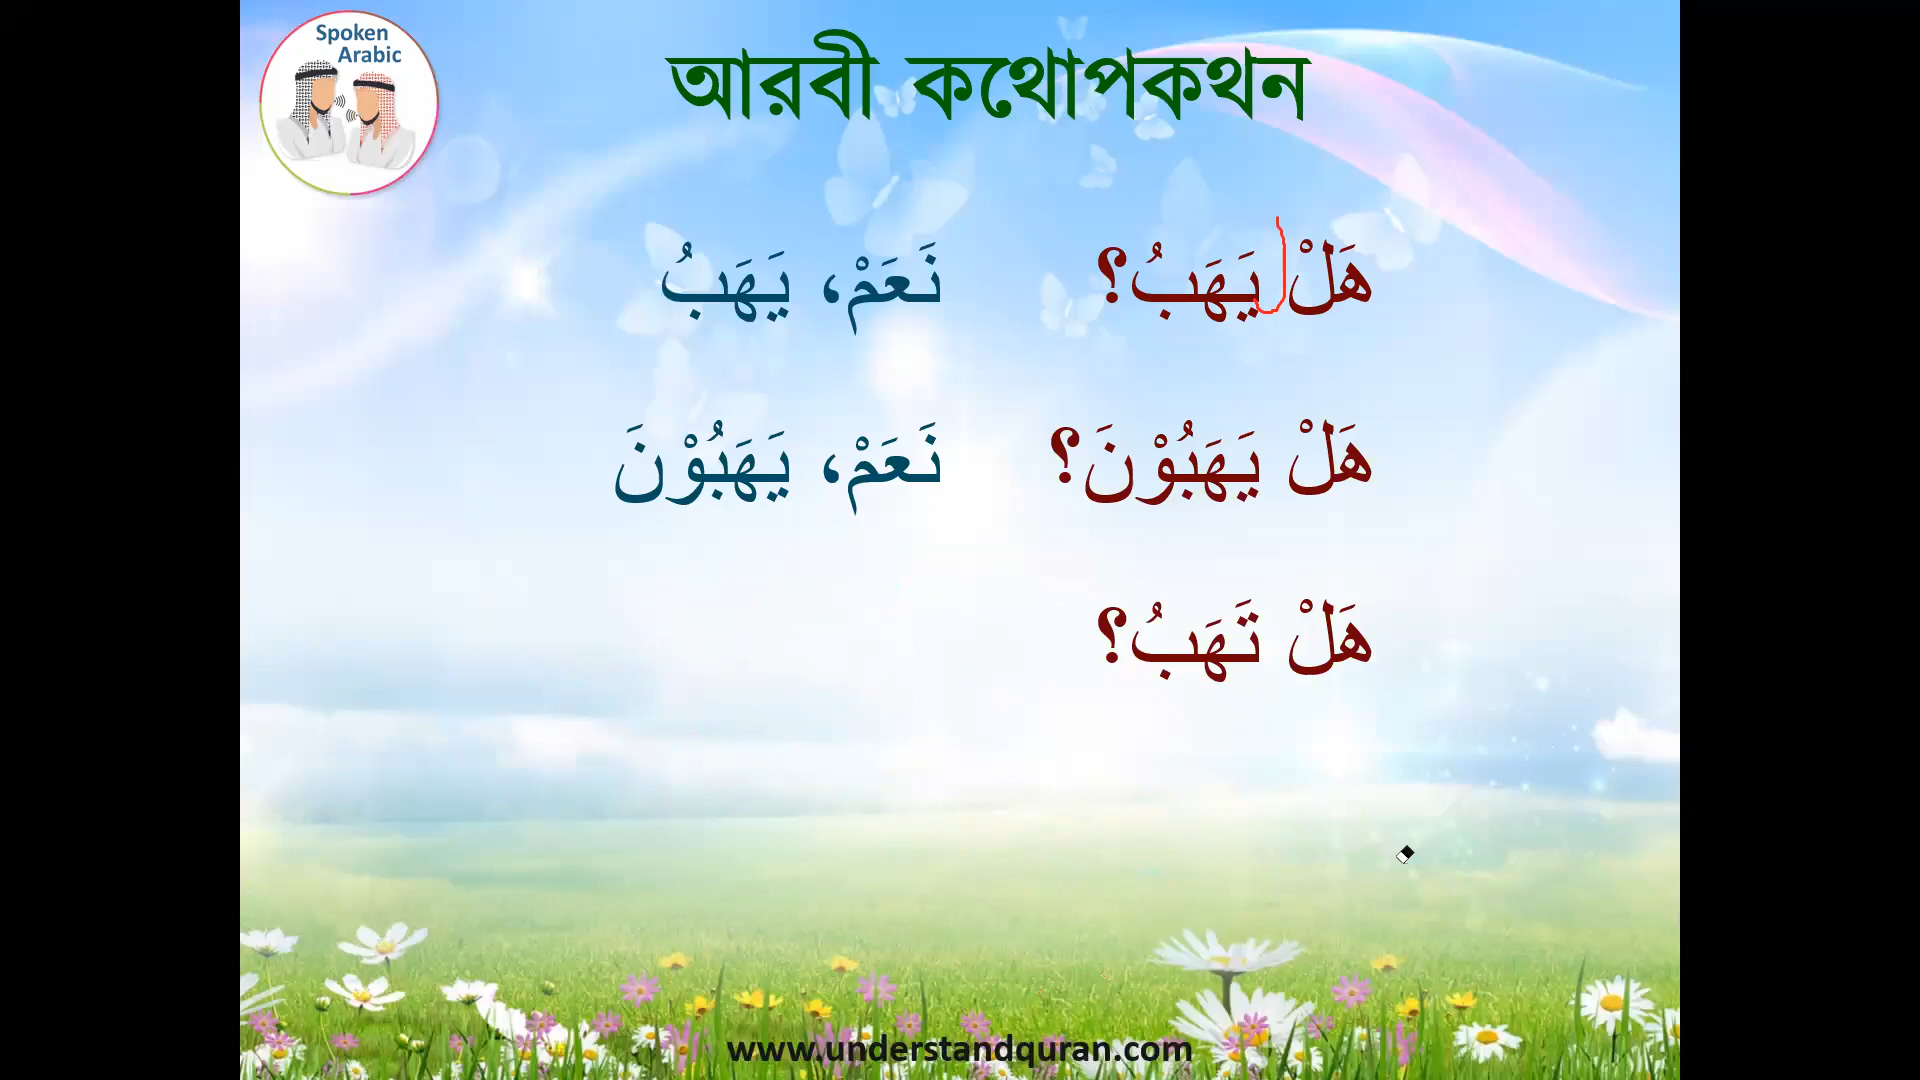 Spoken
Arabic
আরবী কথোপকথন
هَلْ يَهَبُ؟ نَعَمْ، يَهَبُ
هَلْ يَهَبُوْنَ؟ نَعَمْ، يَهَبُوْنَ
هَلْ تَهَبُ؟
www.understandquran.com